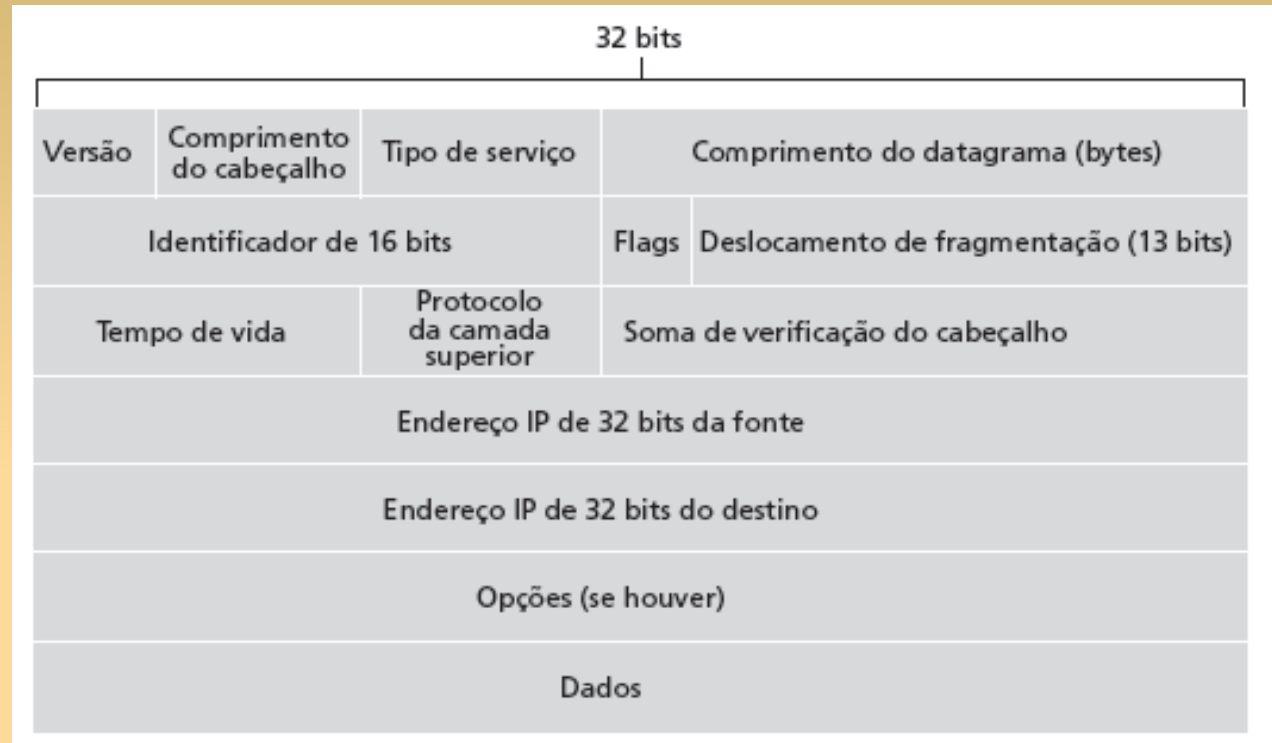 32 bits
Versão
Comprimento
do cabeçalho
Tipo de serviço
Comprimento do datagrama (bytes)
Identificador de 16 bits
Flags
Deslocamento de fragmentação (13 bits)
Tempo de vida
Protocolo
da camada
superior
Soma de verificação do cabeçalho
Endereço IP de 32 bits da fonte
Endereço IP de 32 bits do destino
Opções (se houver)
Dados